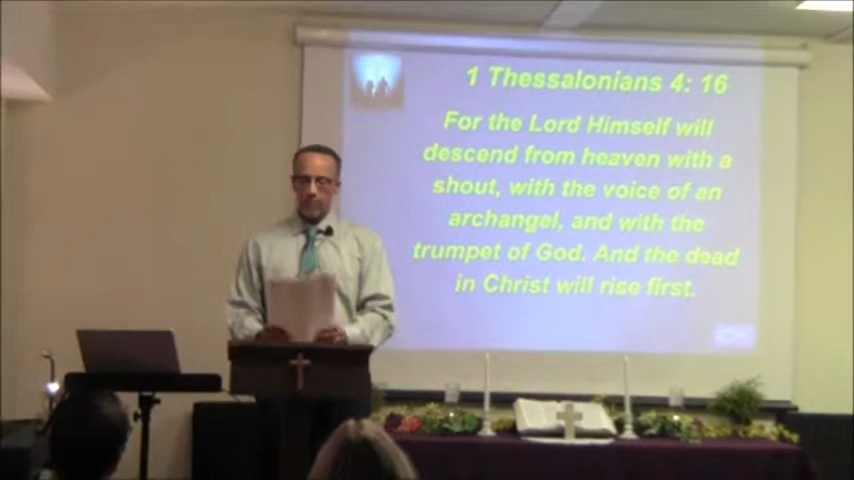 1 Thessalonians 4: 16
For the Lord Himself will
descend from heaven with a
shout, with the voice of an
archangel, and with the
trumpet of God. And the dead
in Christ will rise first.